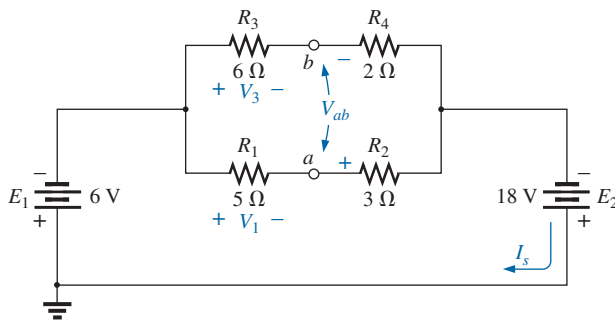 R3 R4
b −
6 Ω 2 Ω
+ V3 −
Vab
R1 a + R2
5 Ω 3 Ω
+ V1 −
− −
E1 6 V 18 V E2
+ +
Is